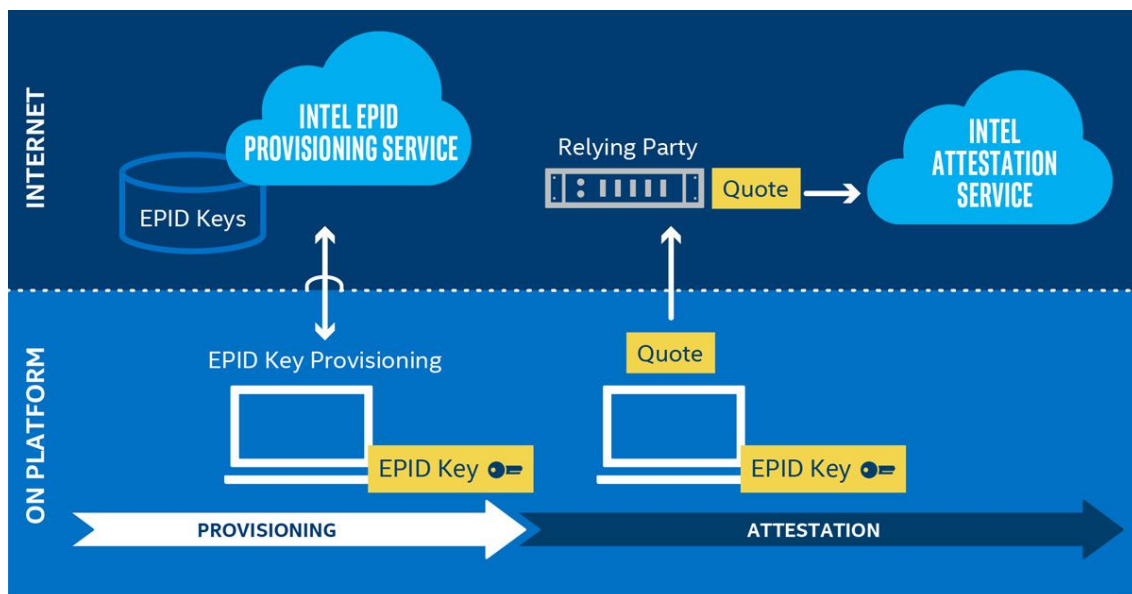 INTERNET
INTEL EPID
PROVISIONING SERVICE
EPID Keys
Relying Party
Quote
INTEL
ATTESTATION
SERVICE
ON PLATFORM
EPID Key Provisioning
EPID Key
Quote
EPID Key
PROVISIONING
ATTESTATION